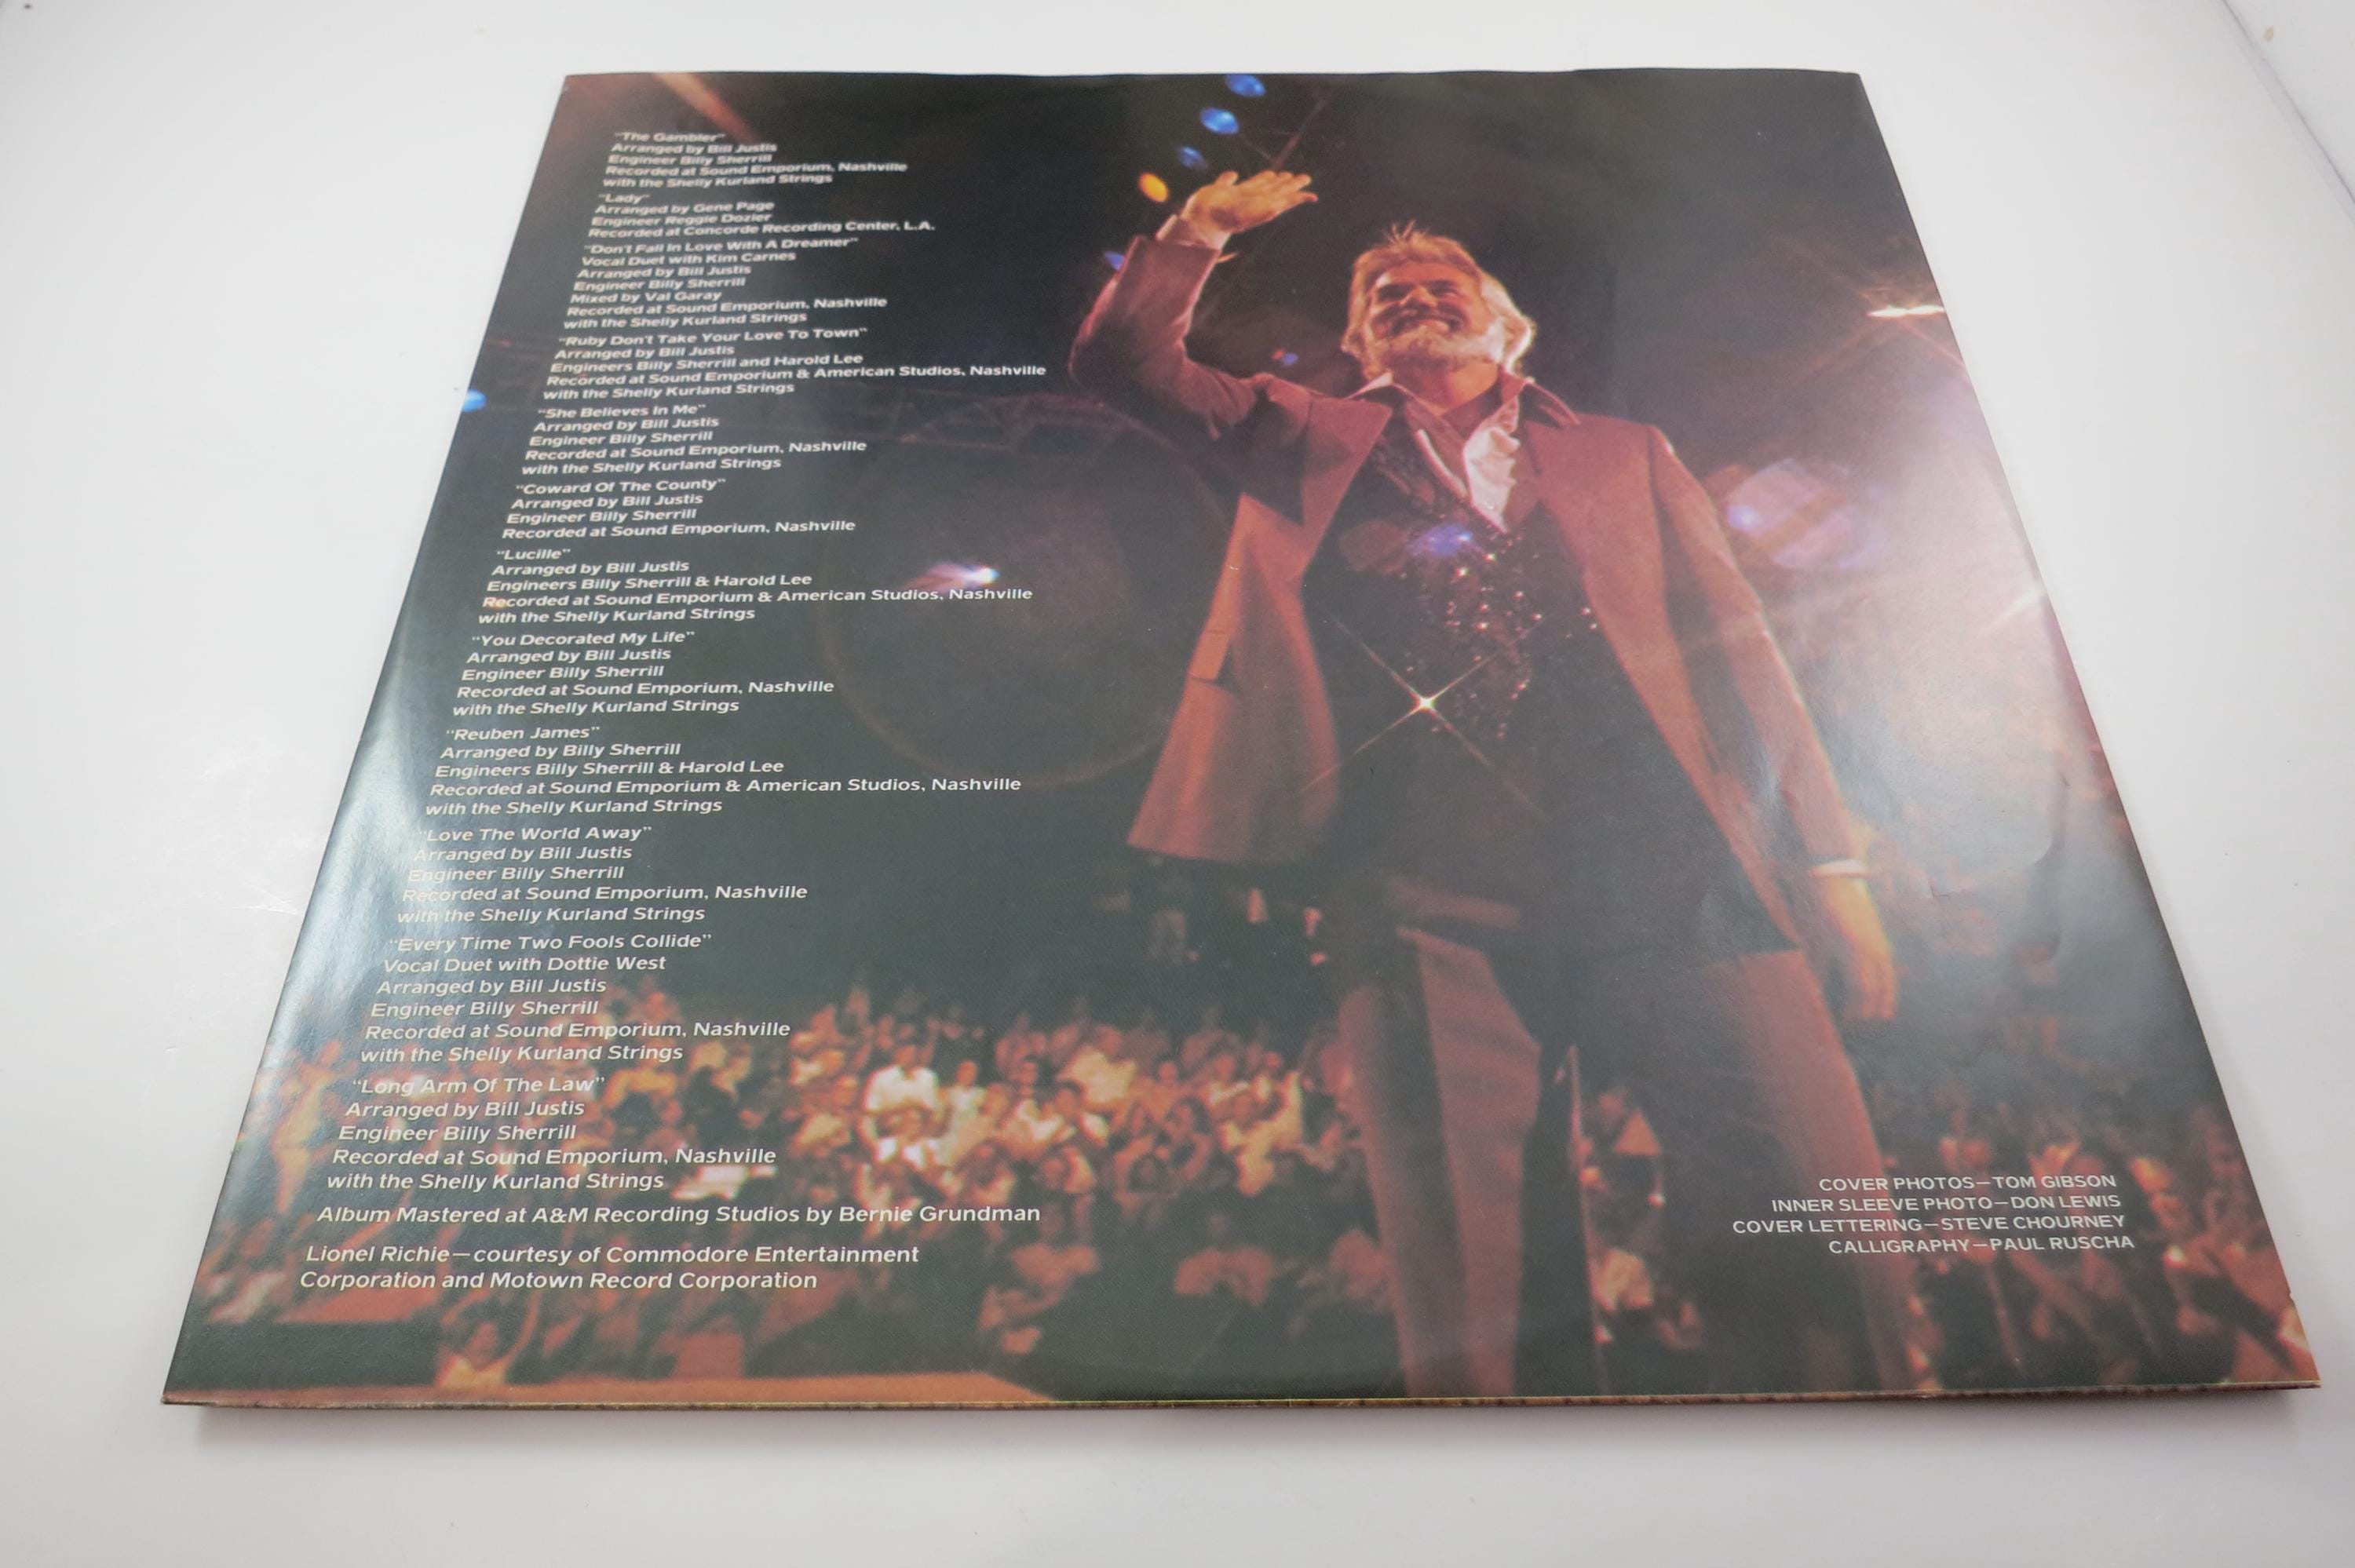 "The Gambler"
Arranged by Bill Justis
Engineer Billy Sherrill
Recorded at Sound Emporium, Nashville
with the Shelly Kurland Strings
"Lady"
Arranged by Gene Page
Engineer Reggie Dozier
Recorded at Concorde Recording Center, L.A.
"Don't Fall In Love With A Dreamer"
Vocal Duet with Kim Carnes
Arranged by Bill Justis
Engineer Billy Sherrill
Mixed by Val Garay
Recorded at Sound Emporium, Nashville
with the Shelly Kurland Strings
"Ruby Don't Take Your Love To Town"
Arranged by Bill Justis
Engineers Billy Sherrill and Harold Lee
Recorded at Sound Emporium & American Studios, Nashville
with the Shelly Kurland Strings
"She Believes In Me"
Arranged by Bill Justis
Engineer Billy Sherrill
Recorded at Sound Emporium, Nashville
with the Shelly Kurland Strings
"Coward Of The County"
Arranged by Bill Justis
Engineer Billy Sherrill
Recorded at Sound Emporium, Nashville
"Lucille"
Arranged by Bill Justis
Engineers Billy Sherrill & Harold Lee
Recorded at Sound Emporium & American Studios, Nashville
with the Shelly Kurland Strings
"You Decorated My Life"
Arranged by Bill Justis
Engineer Billy Sherrill
Recorded at Sound Emporium, Nashville
with the Shelly Kurland Strings
"Reuben James"
Arranged by Billy Sherrill
Engineers Billy Sherrill & Harold Lee
Recorded at Sound Emporium & American Studios, Nashville
with the Shelly Kurland Strings
"Love The World Away"
Arranged by Bill Justis
Engineer Billy Sherrill
Recorded at Sound Emporium, Nashville
with the Shelly Kurland Strings
"Every Time Two Fools Collide"
Vocal Duet with Dottie West
Arranged by Bill Justis
Engineer Billy Sherrill
Recorded at Sound Emporium, Nashville
with the Shelly Kurland Strings
"Long Arm Of The Law"
Arranged by Bill Justis
Engineer Billy Sherrill
Recorded at Sound Emporium, Nashville
with the Shelly Kurland Strings
Album Mastered at A&M Recording Studios by Bernie Grundman
Lionel Richie—courtesy of Commodore Entertainment
Corporation and Motown Record Corporation
COVER PHOTOS—TOM GIBSON
INNER SLEEVE PHOTO—DON LEWIS
COVER LETTERING—STEVE CHOURNEY
CALLIGRAPHY—PAUL RUSCHA